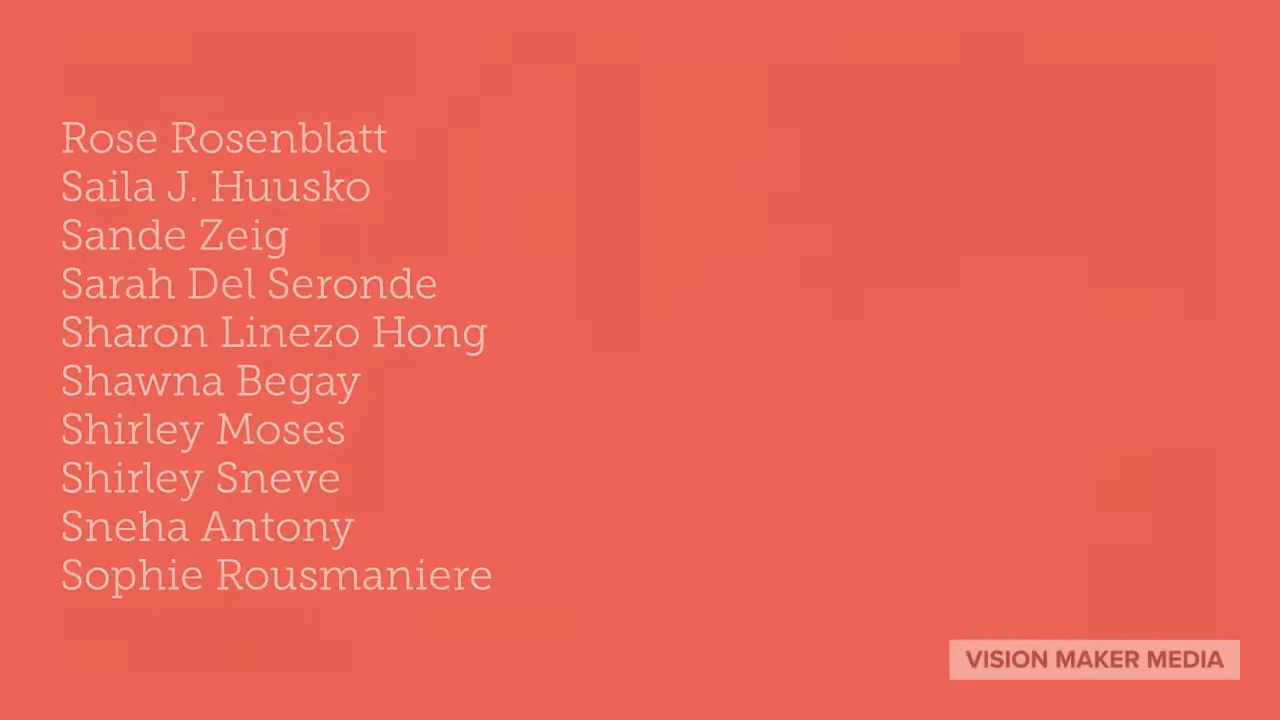 Rose Rosenblatt
Saila J. Huusko
Sande Zeig
Sarah Del Seronde
Sharon Linezo Hong
Shawna Begay
Shirley Moses
Shirley Sneve
Sneha Antony
Sophie Rousmaniere
VISION MAKER MEDIA